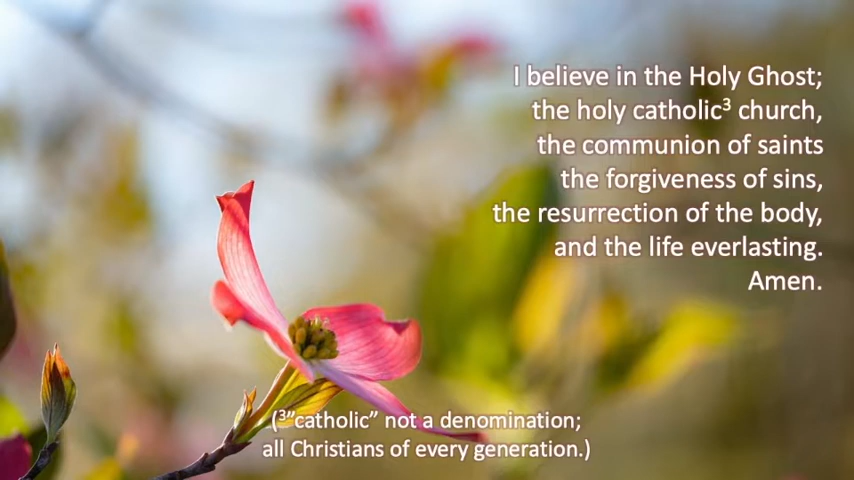 I believe in the Holy Ghost;
the holy catholic³ church,
the communion of saints
the forgiveness of sins,
the resurrection of the body,
and the life everlasting.
Amen.
(³”catholic” not a denomination;
all Christians of every generation.)